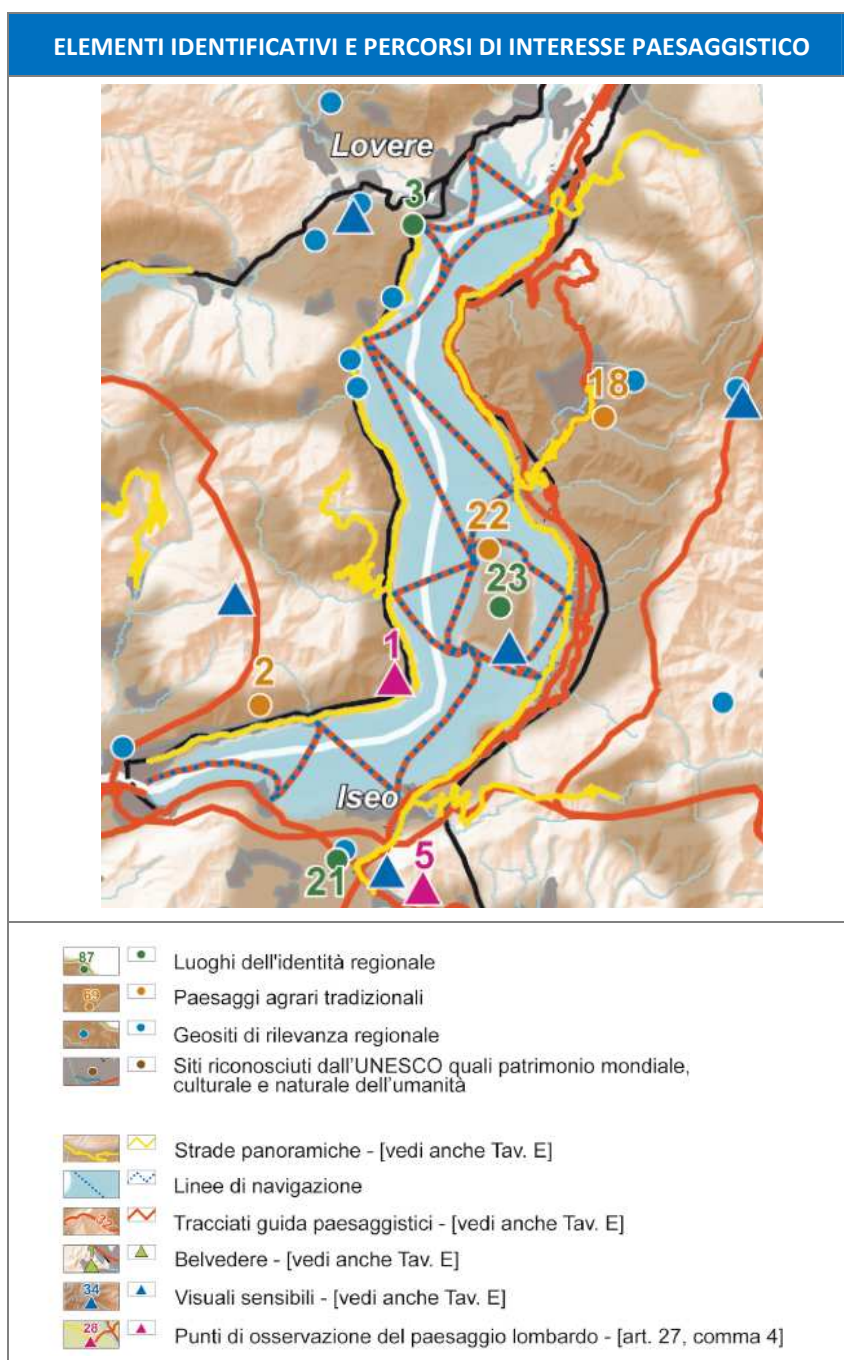 ELEMENTI IDENTIFICATIVI E PERCORSI DI INTERESSE PAESAGGISTICO
Lovere
3
18
22
23
1
2
Iseo
21
5
87
Luoghi dell'identità regionale
69
Paesaggi agrari tradizionali
Geositi di rilevanza regionale
Siti riconosciuti dall'UNESCO quali patrimonio mondiale,
culturale e naturale dell'umanità
Strade panoramiche - [vedi anche Tav. E]
Linee di navigazione
32
Tracciati guida paesaggistici - [vedi anche Tav. E]
Belvedere - [vedi anche Tav. E]
34
Visuali sensibili - [vedi anche Tav. E]
28
Punti di osservazione del paesaggio lombardo - [art. 27, comma 4]